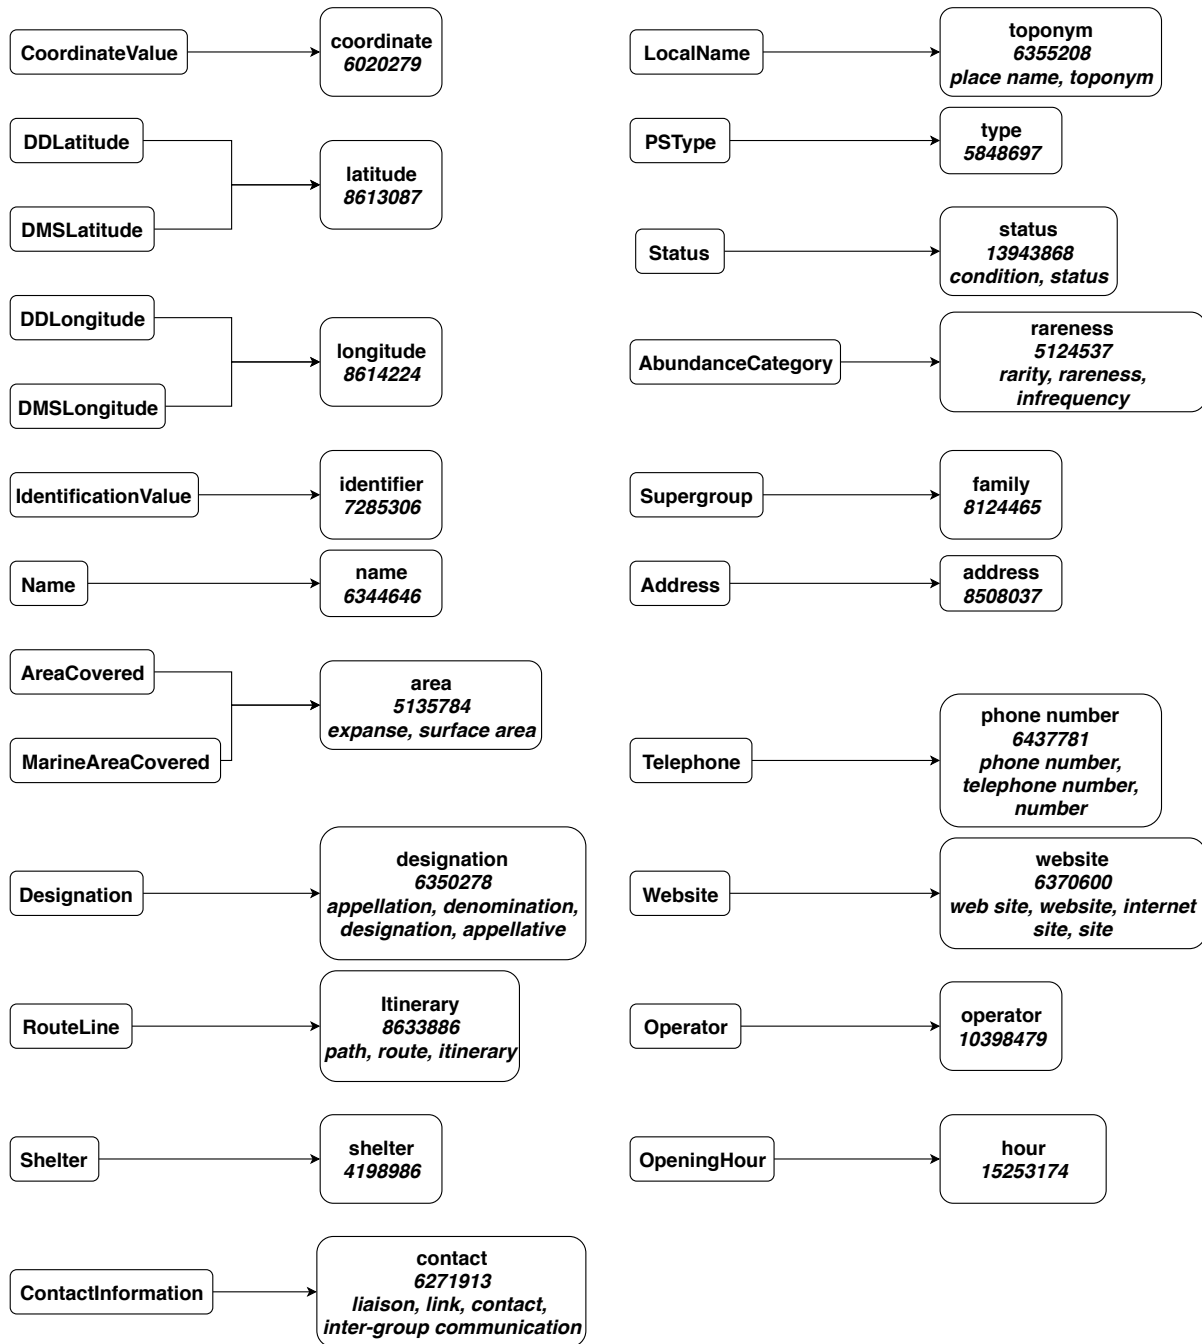 CoordinateValue
coordinate
6020279
DDLatitude
DMSLatitude
latitude
8613087
DDLongitude
DMSLongitude
longitude
8614224
IdentificationValue
identifier
7285306
Name
name
6344646
AreaCovered
MarineAreaCovered
area
5135784
expanse, surface area
Designation
designation
6350278
appellation, denomination,
designation, appellative
RouteLine
Itinerary
8633886
path, route, itinerary
Shelter
shelter
4198986
ContactInformation
contact
6271913
liaison, link, contact,
inter-group communication
LocalName
toponym
6355208
place name, toponym
PSType
type
5848697
Status
status
13943868
condition, status
AbundanceCategory
rareness
5124537
rarity, rareness,
infrequency
Supergroup
family
8124465
Address
address
8508037
Telephone
phone number
6437781
phone number,
telephone number,
number
Website
website
6370600
web site, website, internet
site, site
Operator
operator
10398479
OpeningHour
hour
15253174